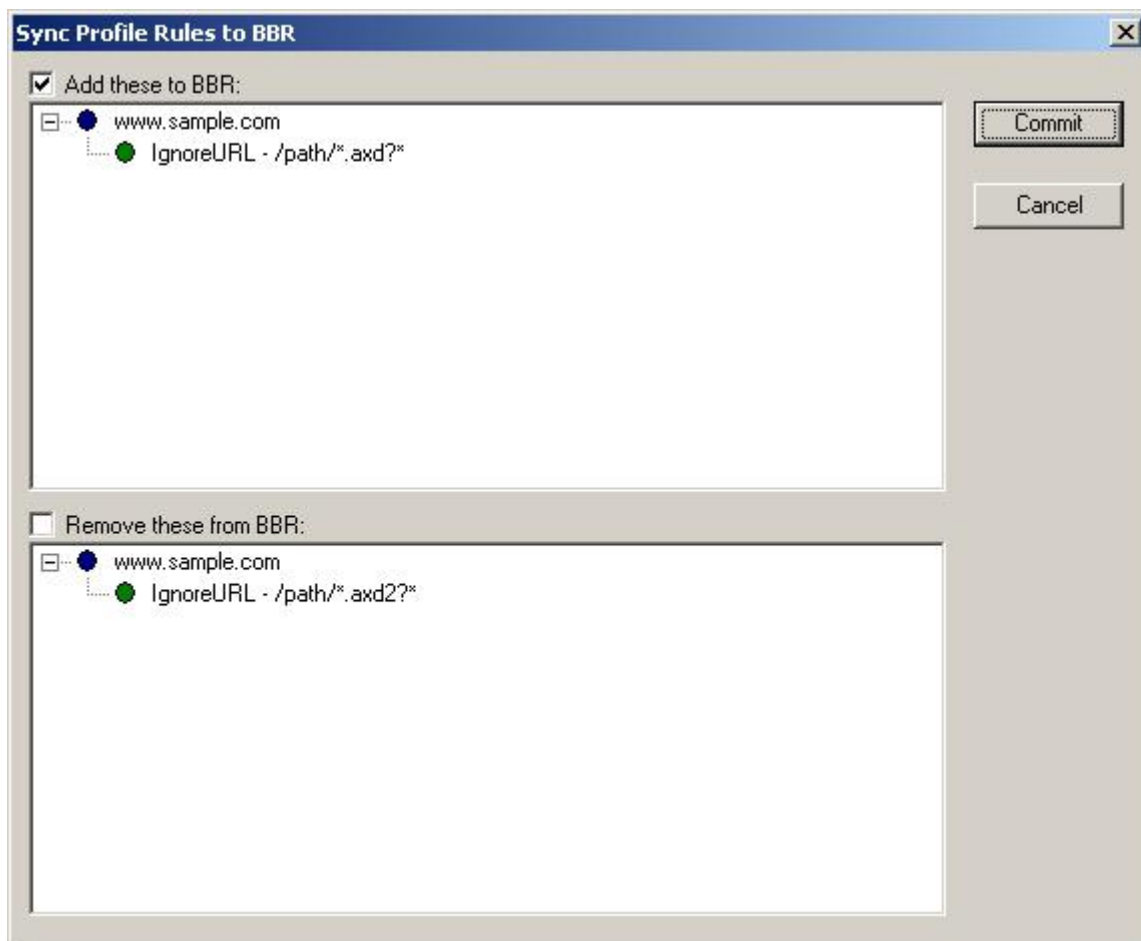 Sync Profile Rules to BBR
Add these to BBR:
www.sample.com
IgnoreURL - /path/*.axd?*
Commit
Cancel
Remove these from BBR:
www.sample.com
IgnoreURL - /path/*.axd2?*